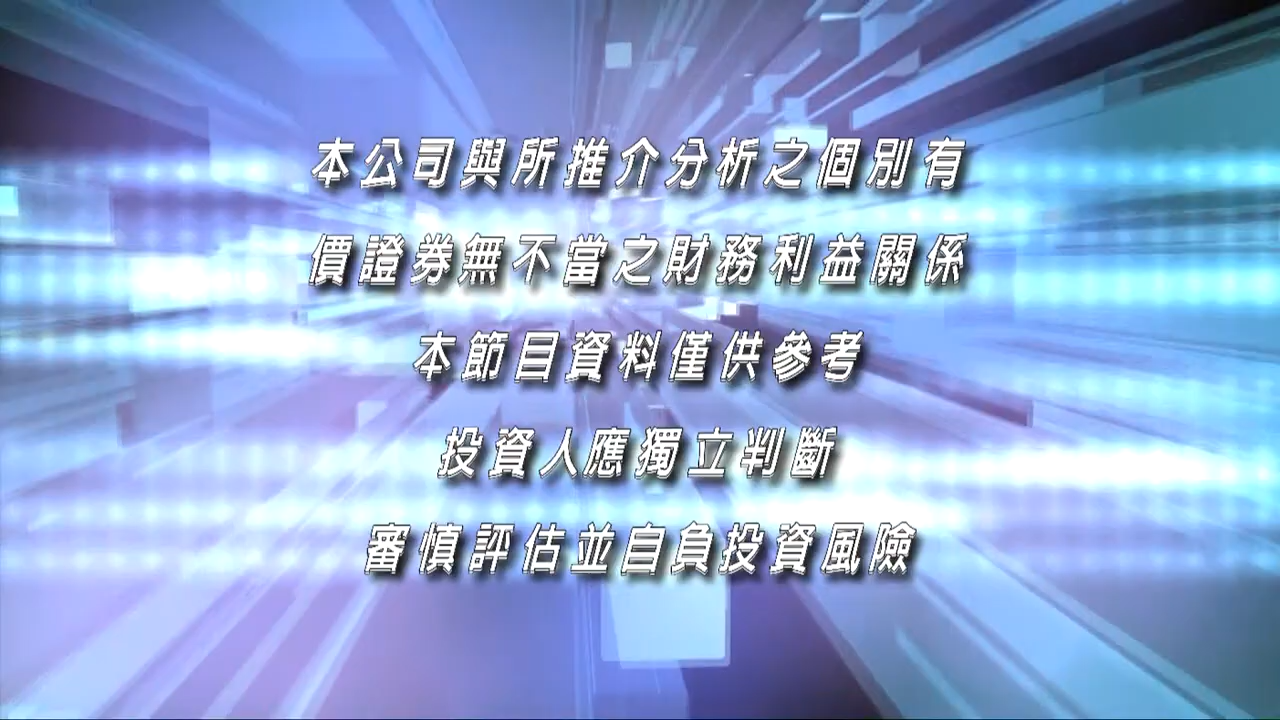 本公司與所推介分析之個別有
價證券無不當之財務利益關係
本節目資料僅供參考
投資人應獨立判斷
審慎評估並自負投資風險